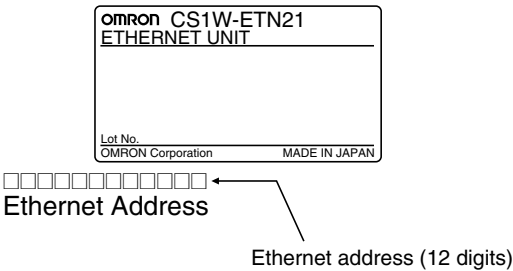 OMRON CS1W-ETN21
ETHERNET UNIT
Lot No.
OMRON Corporation MADE IN JAPAN
□□□□□□□□□□□□
Ethernet Address
Ethernet address (12 digits)